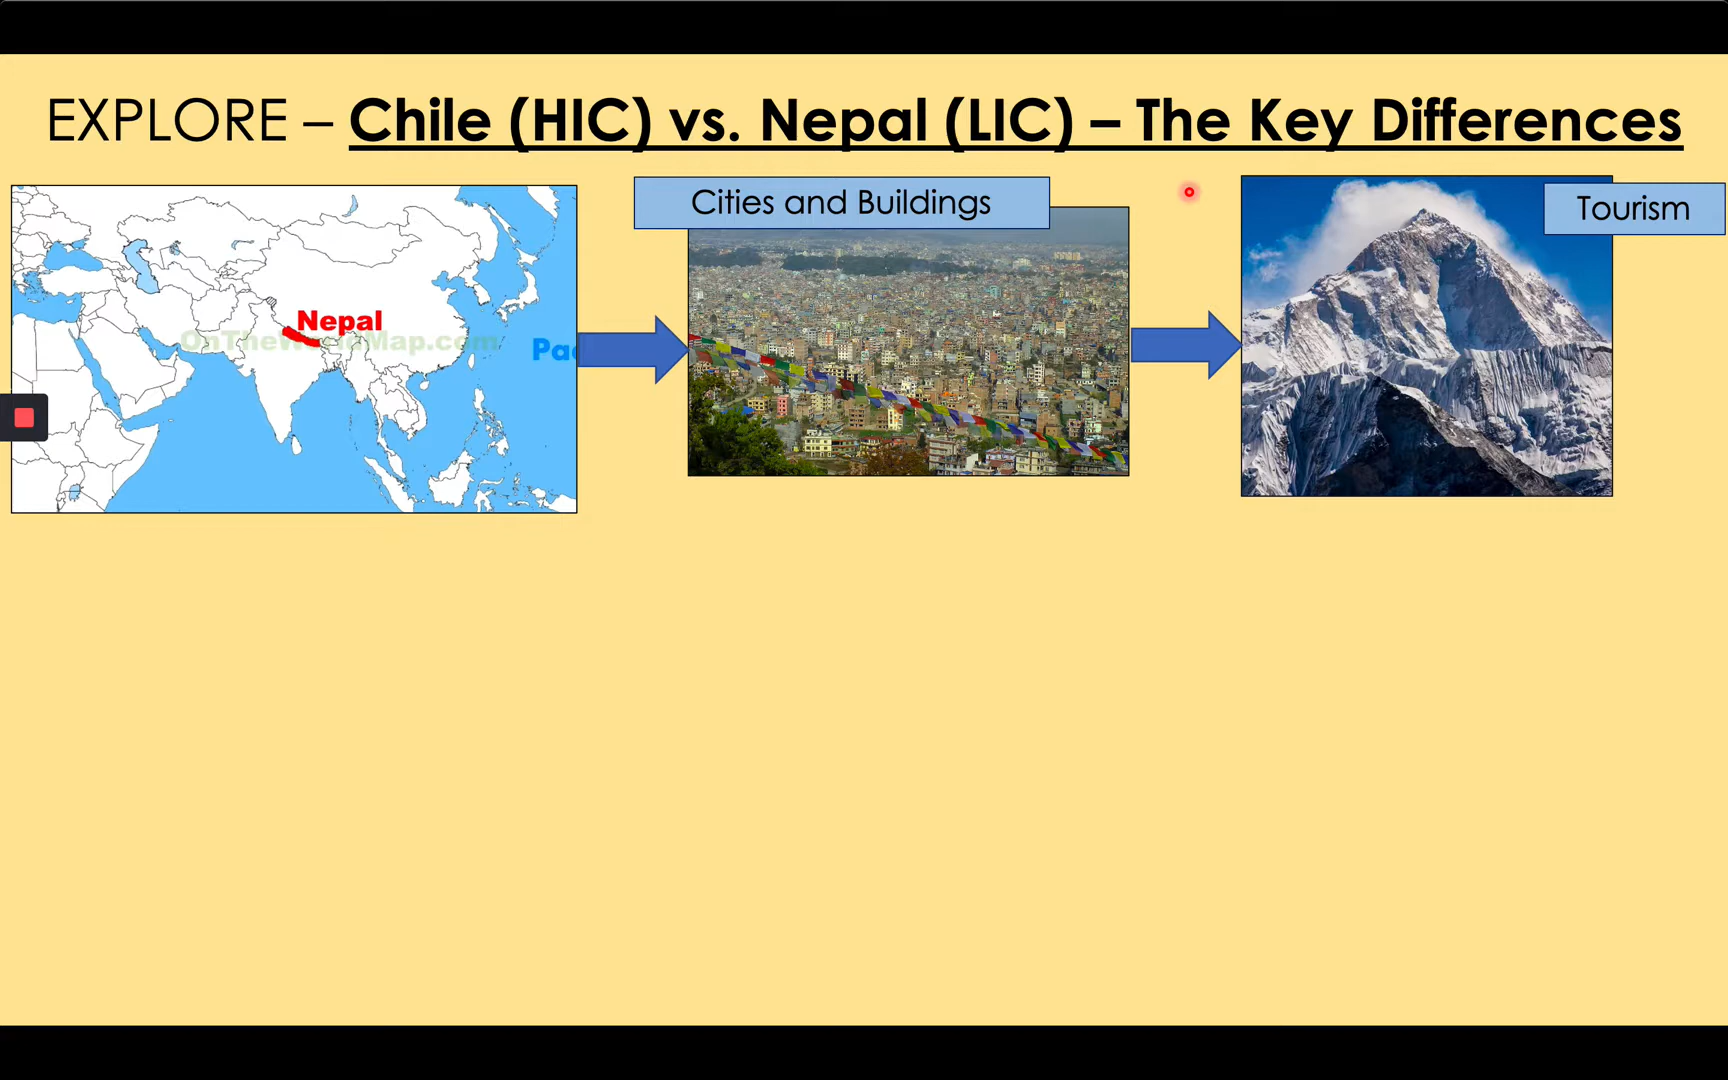 EXPLORE – Chile (HIC) vs. Nepal (LIC) – The Key Differences
Cities and Buildings
Tourism
Nepal
OnTheWorldMap.com